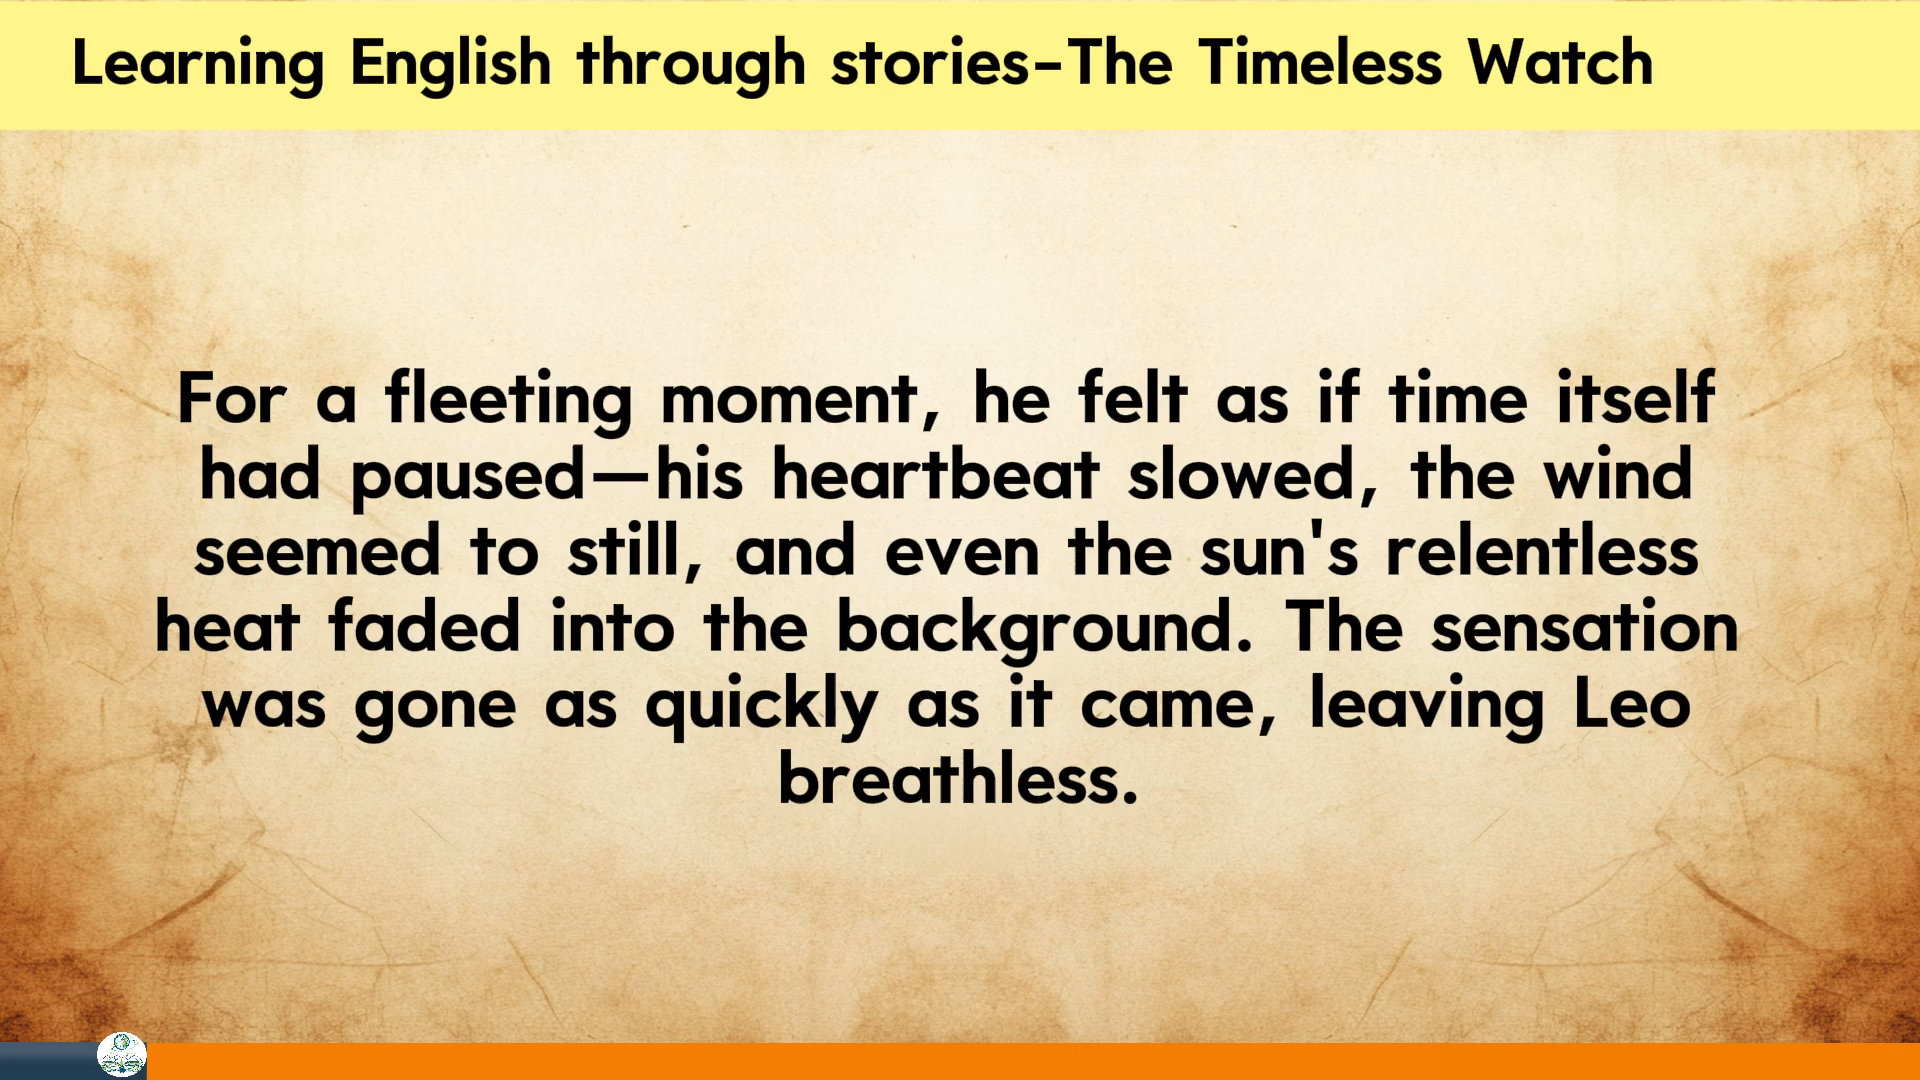 Learning English through stories-The Timeless Watch
For a fleeting moment, he felt as if time itself
had paused—his heartbeat slowed, the wind
seemed to still, and even the sun's relentless
heat faded into the background. The sensation
was gone as quickly as it came, leaving Leo
breathless.